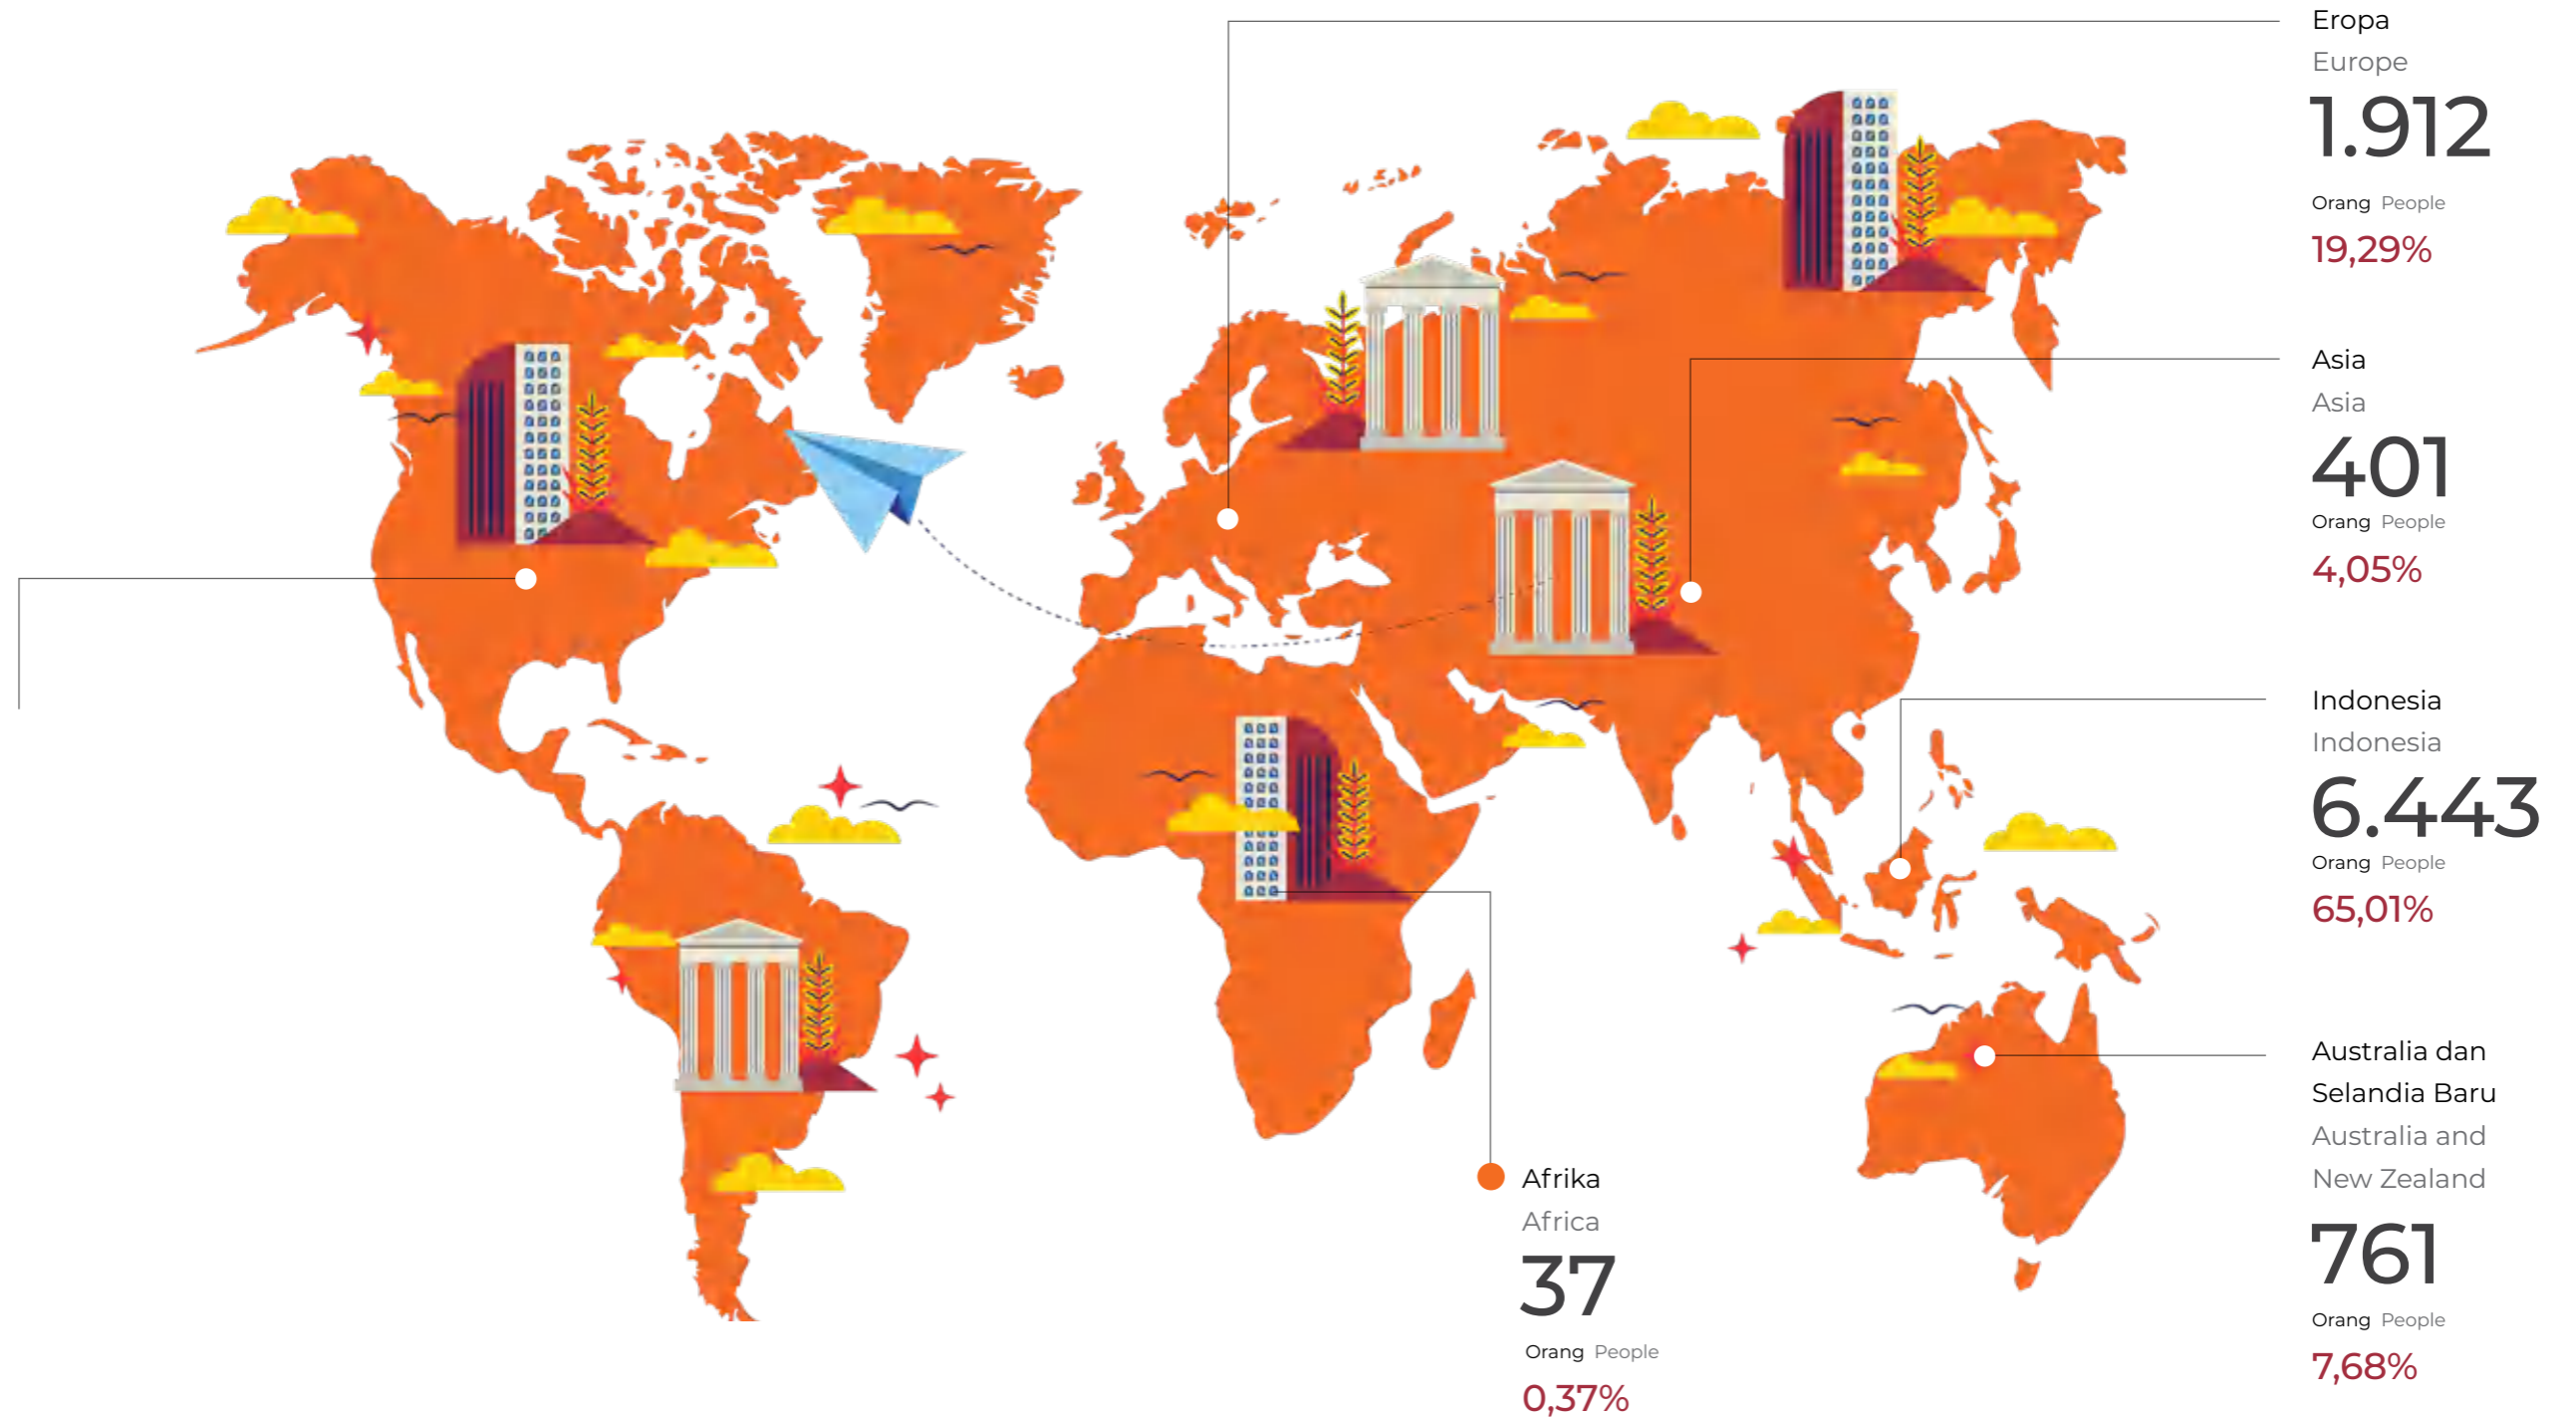 Eropa
Europe
1.912
Orang People
19,29%
Asia
Asia
401
Orang People
4,05%
Indonesia
Indonesia
6.443
Orang People
65,01%
Australia dan
Selandia Baru
Australia and
New Zealand
761
Orang People
7,68%
Afrika
Africa
37
Orang People
0,37%